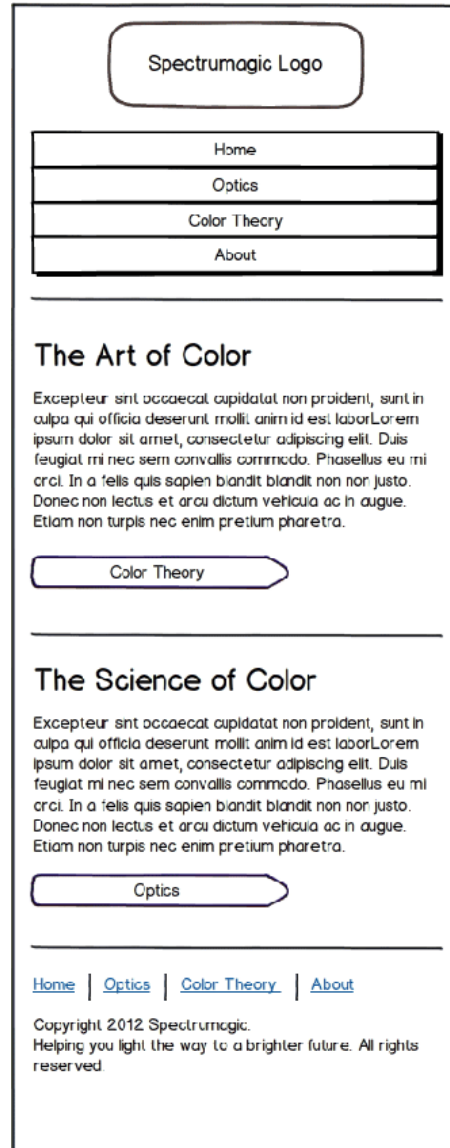 Spectrumagic Logo
Home
Optics
Color Theory
About
The Art of Color
Excepteur sint occaecat cupidatat non proident, sunt in
culpa qui officia deserunt mollit anim id est laborLorem
ipsum dolor sit amet, consectetur adipiscing elit. Duis
feugiat mi nec sem convallis commodo. Phasellus eu mi
orci. In a felis quis sapien blandit blandit non non justo.
Donec non lectus et arcu dictum vehicula ac in augue.
Etiam non turpis nec enim pretium pharetra.
Color Theory
The Science of Color
Excepteur sint occaecat cupidatat non proident, sunt in
culpa qui officia deserunt mollit anim id est laborLorem
ipsum dolor sit amet, consectetur adipiscing elit. Duis
feugiat mi nec sem convallis commodo. Phasellus eu mi
orci. In a felis quis sapien blandit blandit non non justo.
Donec non lectus et arcu dictum vehicula ac in augue.
Etiam non turpis nec enim pretium pharetra.
Optics
Home | Optics | Color Theory | About
Copyright 2012 Spectrumagic.
Helping you light the way to a brighter future. All rights
reserved.